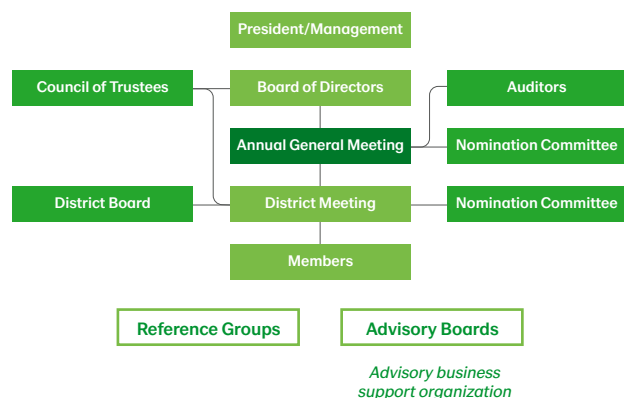 President/Management
Council of Trustees
Board of Directors
Auditors
Annual General Meeting
Nomination Committee
District Board
District Meeting
Nomination Committee
Members
Reference Groups
Advisory Boards
Advisory business
support organization